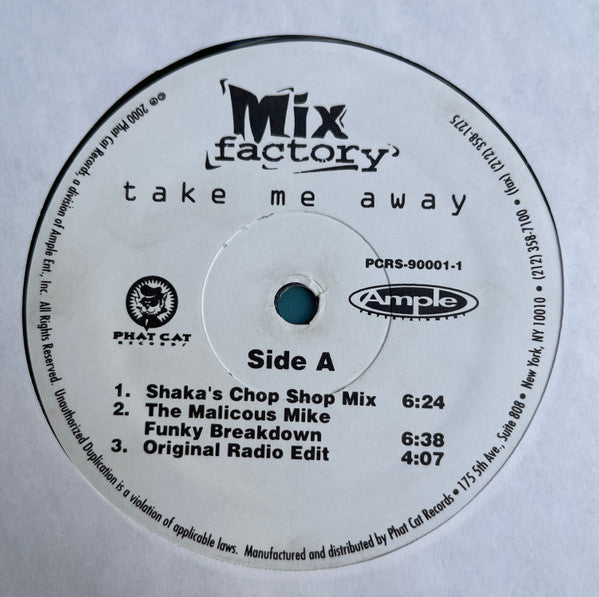 Mix
factory
take me away
PCRS-90001-1
Ample
ENTERTAINMENT
PHAT CAT
RECORDS
Side A
1. Shaka's Chop Shop Mix 6:24
2. The Malicous Mike
Funky Breakdown 6:38
3. Original Radio Edit 4:07
℗© 2000 Phat Cat Records, a division of Ample Ent., Inc. All Rights Reserved. Unauthorized Duplication is a violation of applicable laws. Manufactured and distributed by Phat Cat Records • 175 5th Ave., Suite 808 • New York, NY 10010 • (212) 358-7100 • (fax) (212) 358-1275